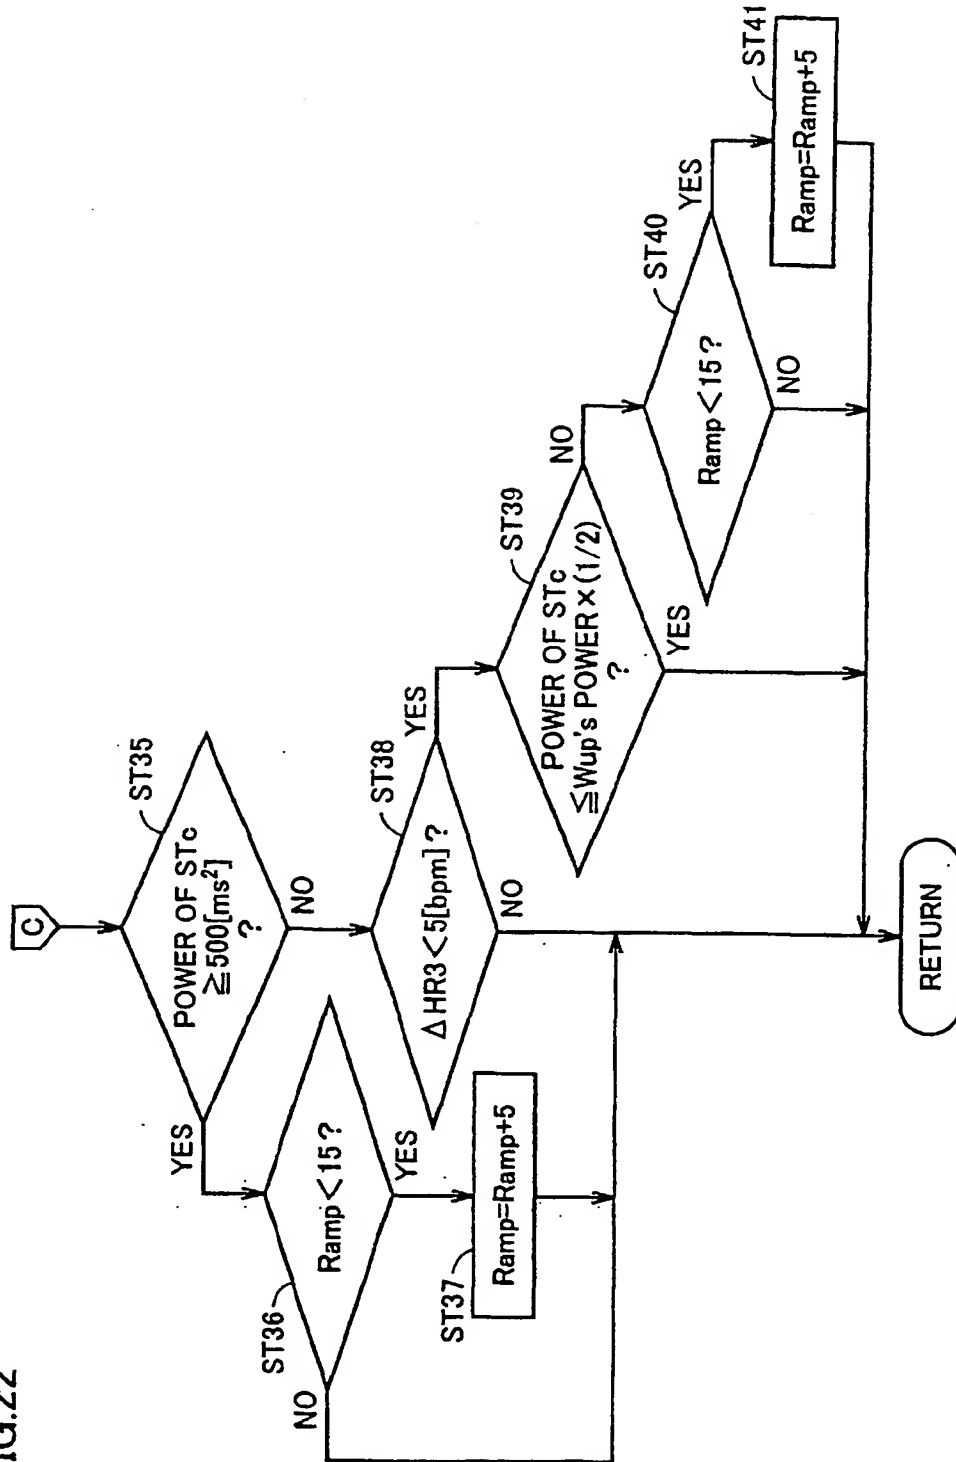 IG.22
C
ST35
POWER OF STc
≧500[ms²]
?
YES
NO
ST36
Ramp<15?
NO
YES
ST37
Ramp=Ramp+5
ST38
ΔHR3<5[bpm]?
YES
NO
ST39
POWER OF STc
≦Wup's POWER×(1/2)
?
NO
YES
ST40
Ramp<15?
YES
NO
ST41
Ramp=Ramp+5
RETURN